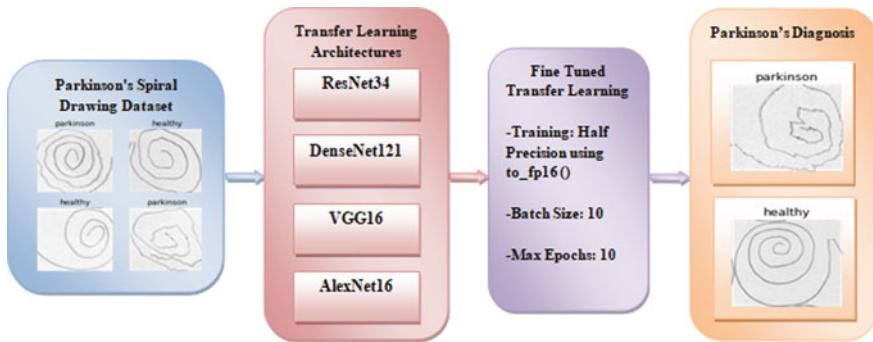 Parkinson's Spiral
Drawing Dataset
parkinson
healthy
healthy
parkinson
Transfer Learning
Architectures
ResNet34
DenseNet121
VGG16
AlexNet16
Fine Tuned
Transfer Learning
-Training: Half
Precision using
to_fp16 ()
-Batch Size: 10
-Max Epochs: 10
Parkinson's Diagnosis
parkinson
healthy